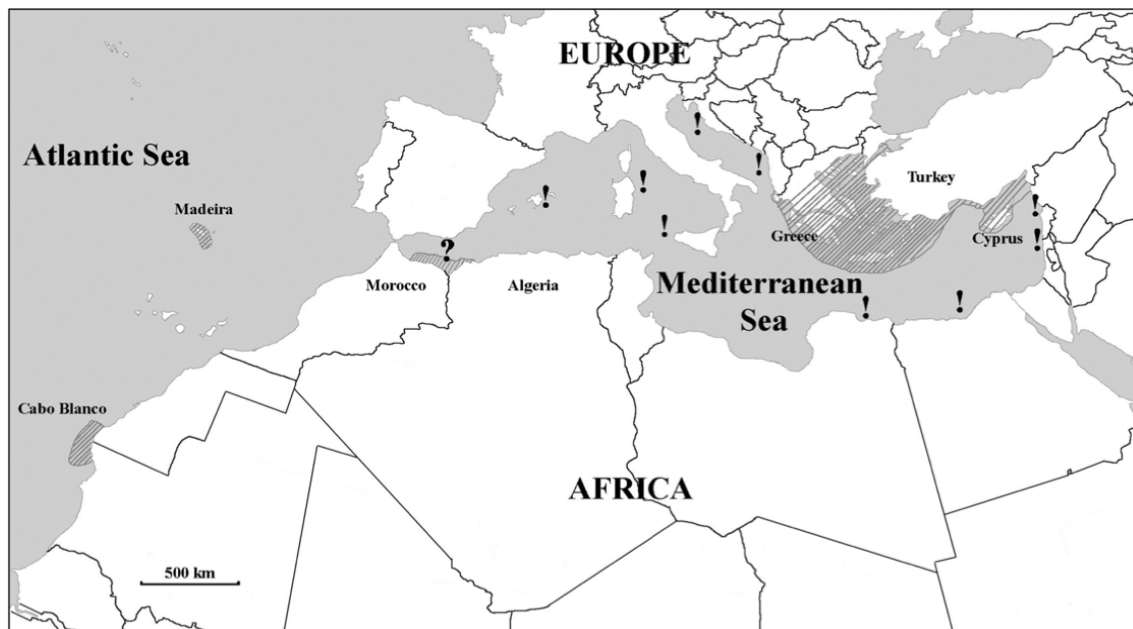 EUROPE
!
Atlantic Sea
!
!
Turkey
!
!
Madeira
!
!
Greece
Cyprus
?
!
Morocco
Algeria
Mediterranean
Sea
!
!
Cabo Blanco
AFRICA
500 km